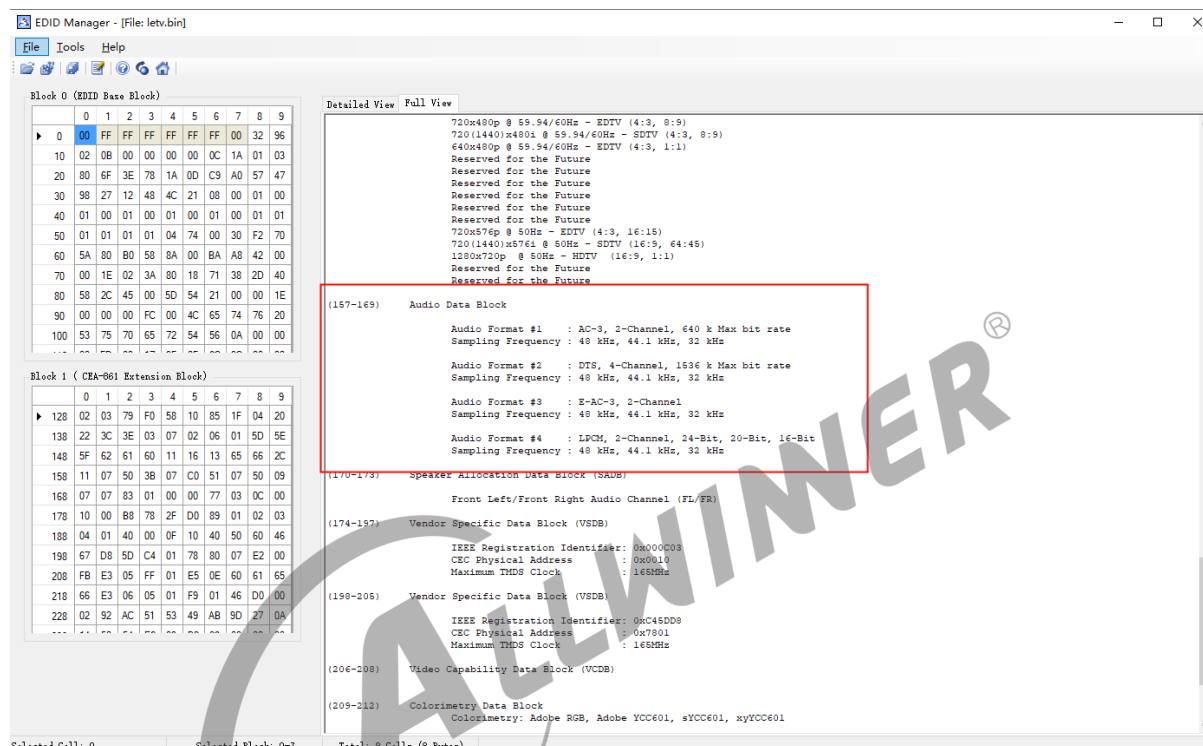 EDID Manager - [File: letv.bin]
File Tools Help
Block 0 (EDID Base Block)
0 1 2 3 4 5 6 7 8 9
0 00 FF FF FF FF FF FF 00 32 96
10 02 0B 00 00 00 00 0C 1A 01 03
20 80 6F 3E 78 1A 0D C9 A0 57 47
30 98 27 12 48 4C 21 08 00 01 00
40 01 00 01 00 01 00 01 00 01 01
50 01 01 01 01 04 74 00 30 F2 70
60 5A 80 B0 58 8A 00 BA A8 42 00
70 00 1E 02 3A 80 18 71 38 2D 40
80 58 2C 45 00 5D 54 21 00 00 1E
90 00 00 00 FC 00 4C 65 74 76 20
100 53 75 70 65 72 54 56 0A 00 00
Block 1 ( CEA-861 Extension Block)
0 1 2 3 4 5 6 7 8 9
128 02 03 79 F0 58 10 85 1F 04 20
138 22 3C 3E 03 07 02 06 01 5D 5E
148 5F 62 61 60 11 16 13 65 66 2C
158 11 07 50 3B 07 C0 51 07 50 09
168 07 07 83 01 00 00 77 03 0C 00
178 10 00 B8 78 2F D0 89 01 02 03
188 04 01 40 00 0F 10 40 50 60 46
198 67 D8 5D C4 01 78 80 07 E2 00
208 FB E3 05 FF 01 E5 0E 60 61 65
218 66 E3 06 05 01 F9 01 46 D0 00
228 02 92 AC 51 53 49 AB 9D 27 0A
Detailed View Full View
720x480p @ 59.94/60Hz - EDTV (4:3, 8:9)
720(1440)x480i @ 59.94/60Hz - SDTV (4:3, 8:9)
640x480p @ 59.94/60Hz - EDTV (4:3, 1:1)
Reserved for the Future
Reserved for the Future
Reserved for the Future
Reserved for the Future
Reserved for the Future
Reserved for the Future
720x576p @ 50Hz - EDTV (4:3, 16:15)
720(1440)x576i @ 50Hz - SDTV (16:9, 64:45)
1280x720p @ 50Hz - HDTV (16:9, 1:1)
Reserved for the Future
Reserved for the Future
(157-169) Audio Data Block
Audio Format #1 : AC-3, 2-Channel, 640 k Max bit rate
Sampling Frequency : 48 kHz, 44.1 kHz, 32 kHz
Audio Format #2 : DTS, 4-Channel, 1536 k Max bit rate
Sampling Frequency : 48 kHz, 44.1 kHz, 32 kHz
Audio Format #3 : E-AC-3, 2-Channel
Sampling Frequency : 48 kHz, 44.1 kHz, 32 kHz
Audio Format #4 : LPCM, 2-Channel, 24-Bit, 20-Bit, 16-Bit
Sampling Frequency : 48 kHz, 44.1 kHz, 32 kHz
(170-173) Speaker Allocation Data Block (SADB)
Front Left/Front Right Audio Channel (FL/FR)
(174-197) Vendor Specific Data Block (VSDB)
IEEE Registration Identifier: 0x000C03
CEC Physical Address : 0x0010
Maximum TMDS Clock : 165MHz
(198-205) Vendor Specific Data Block (VSDB)
IEEE Registration Identifier: 0xC45DD8
CEC Physical Address : 0x7801
Maximum TMDS Clock : 165MHz
(206-208) Video Capability Data Block (VCDB)
(209-212) Colorimetry Data Block
Colorimetry: Adobe RGB, Adobe YCC601, sYCC601, xyYCC601
ALLWINNER®